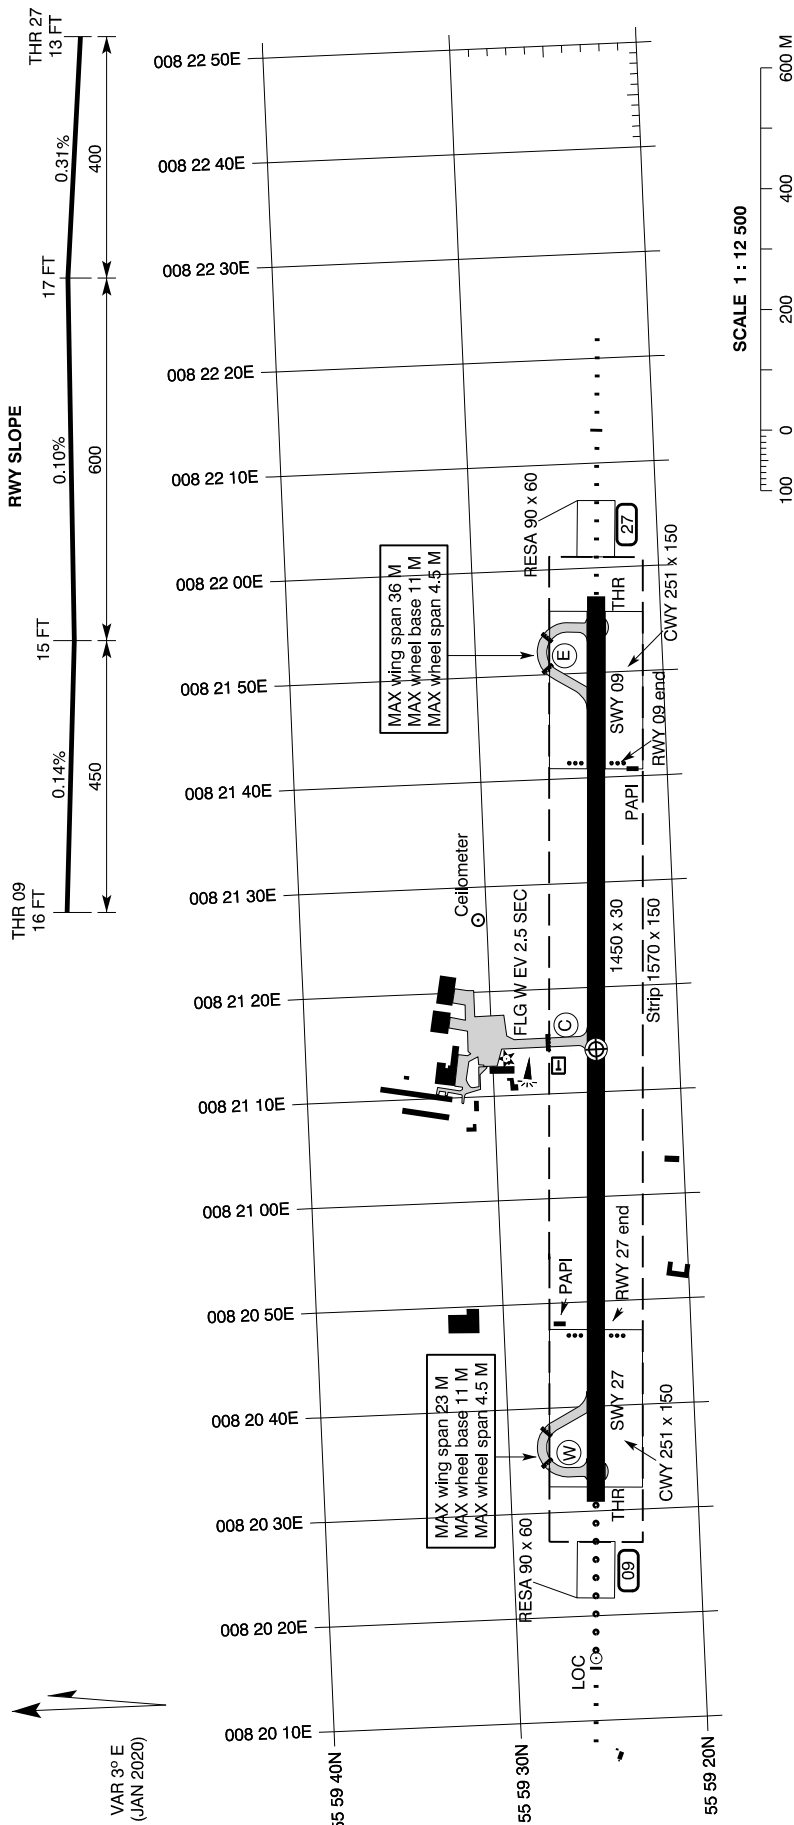 RWY SLOPE
THR 27
13 FT
0.31%
400
17 FT
0.10%
600
15 FT
0.14%
450
THR 09
16 FT
008 22 50E
008 22 40E
008 22 30E
008 22 20E
008 22 10E
008 22 00E
008 21 50E
008 21 40E
008 21 30E
008 21 20E
008 21 10E
008 21 00E
008 20 50E
008 20 40E
008 20 30E
008 20 20E
008 20 10E
SCALE 1 : 12 500
600 M
400
200
0
100
MAX wing span 36 M
MAX wheel base 11 M
MAX wheel span 4.5 M
RESA 90 x 60
27
THR
CWY 251 x 150
E
SWY 09
RWY 09 end
PAPI
Ceilometer
FLG W EV 2.5 SEC
1450 x 30
Strip 1570 x 150
C
T
PAPI
RWY 27 end
MAX wing span 23 M
MAX wheel base 11 M
MAX wheel span 4.5 M
W
SWY 27
CWY 251 x 150
THR
RESA 90 x 60
09
LOC
VAR 3° E
(JAN 2020)
55 59 40N
55 59 30N
55 59 20N